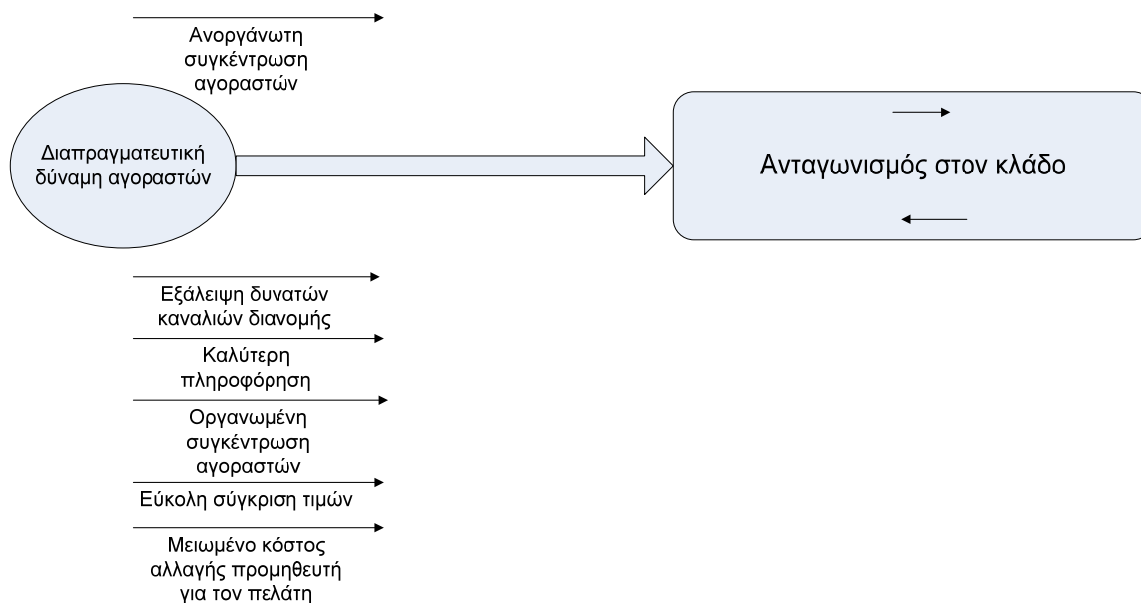 Ανοργάνωτη
συγκέντρωση
αγοραστών
Διαπραγματευτική
δύναμη αγοραστών
Ανταγωνισμός στον κλάδο
Εξάλειψη δυνατών
καναλιών διανομής
Καλύτερη
πληροφόρηση
Οργανωμένη
συγκέντρωση
αγοραστών
Εύκολη σύγκριση τιμών
Μειωμένο κόστος
αλλαγής προμηθευτή
για τον πελάτη